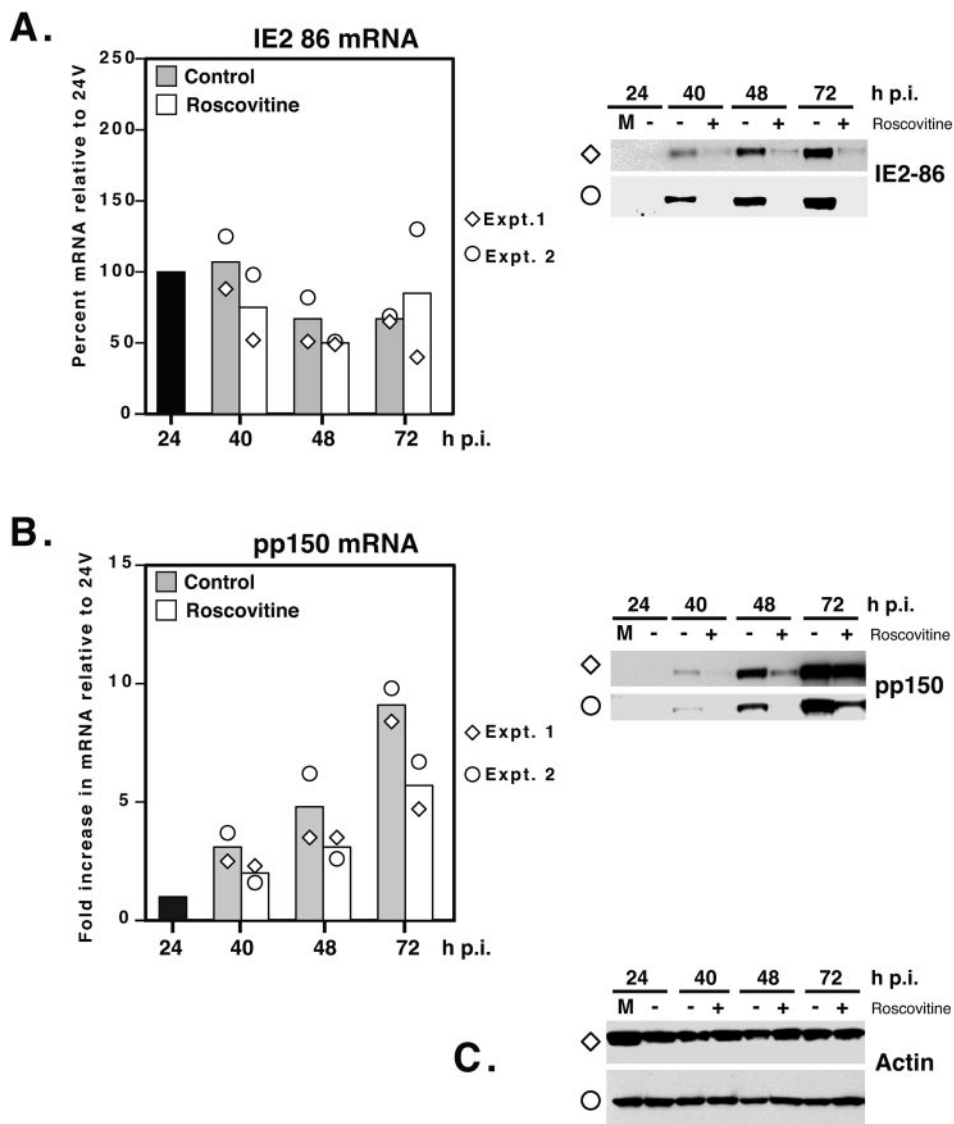 A.
IE2 86 mRNA
Percent mRNA relative to 24V
250
200
150
100
50
0
Control
Roscovitine
24 40 48 72 h p.i.
Expt.1
Expt. 2
24 40 48 72 h p.i.
M - - + - + - + Roscovitine
IE2-86
B.
pp150 mRNA
Fold increase in mRNA relative to 24V
15
10
5
0
Control
Roscovitine
24 40 48 72 h p.i.
Expt. 1
Expt. 2
24 40 48 72 h p.i.
M - - + - + - + Roscovitine
pp150
C.
24 40 48 72 h p.i.
M - - + - + - + Roscovitine
Actin